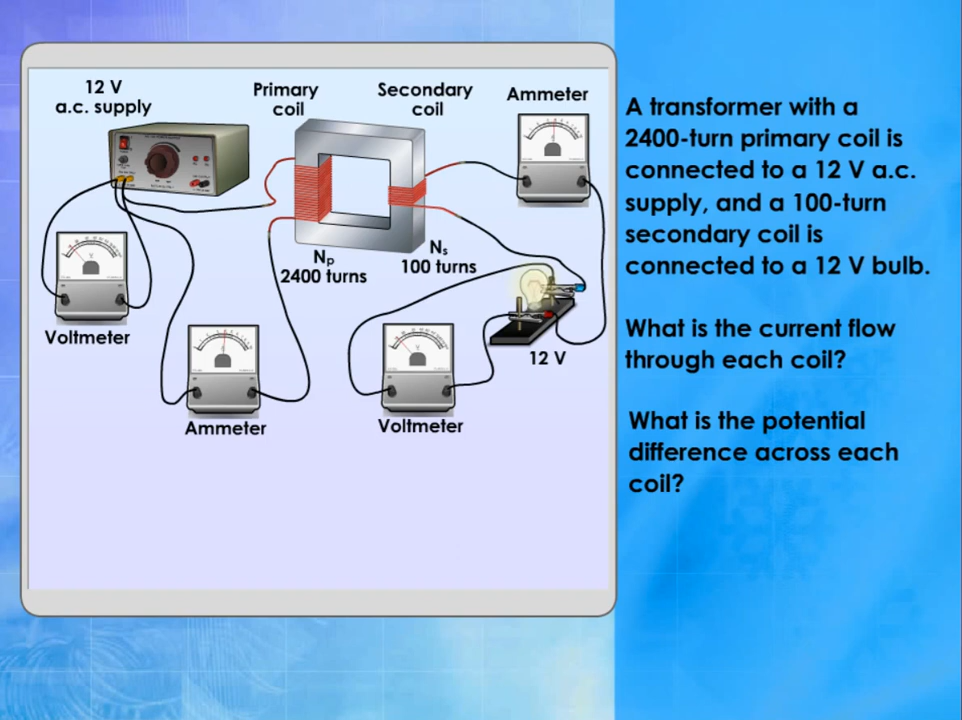 12 V
a.c. supply
Primary
coil
Secondary
coil
Ammeter
Np
2400 turns
Ns
100 turns
Voltmeter
12 V
Ammeter
Voltmeter
A transformer with a
2400-turn primary coil is
connected to a 12 V a.c.
supply, and a 100-turn
secondary coil is
connected to a 12 V bulb.
What is the current flow
through each coil?
What is the potential
difference across each
coil?